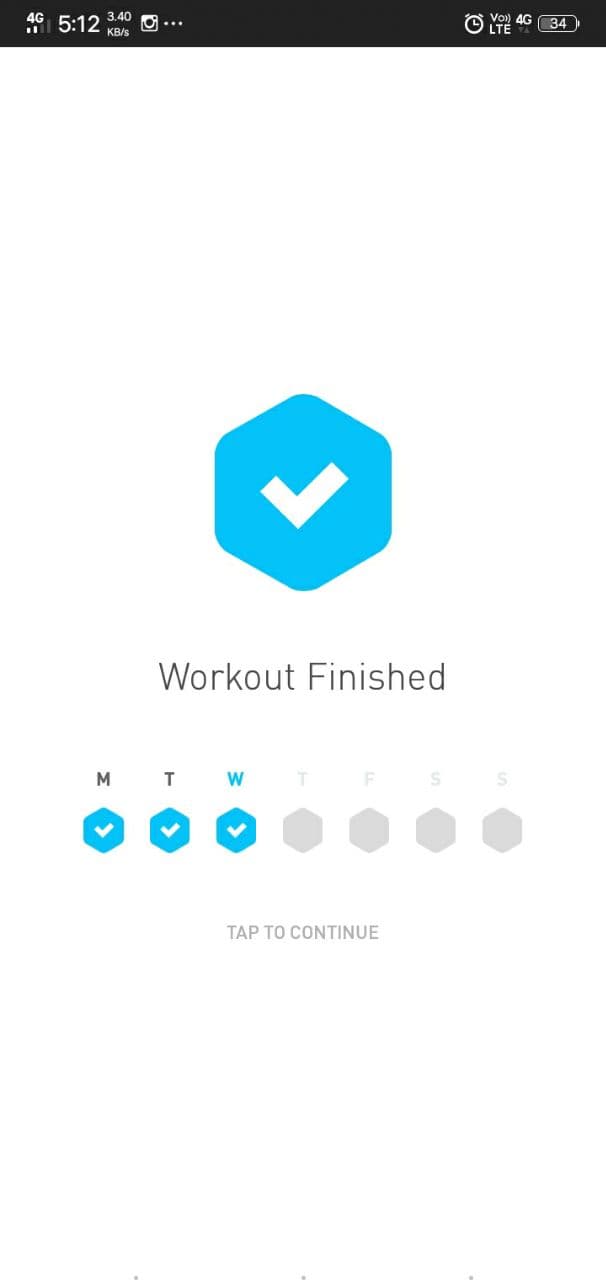 4G 5:12 3.40 KB/s ... Vo)) LTE 4G 34
Workout Finished
M T W T F S S
TAP TO CONTINUE